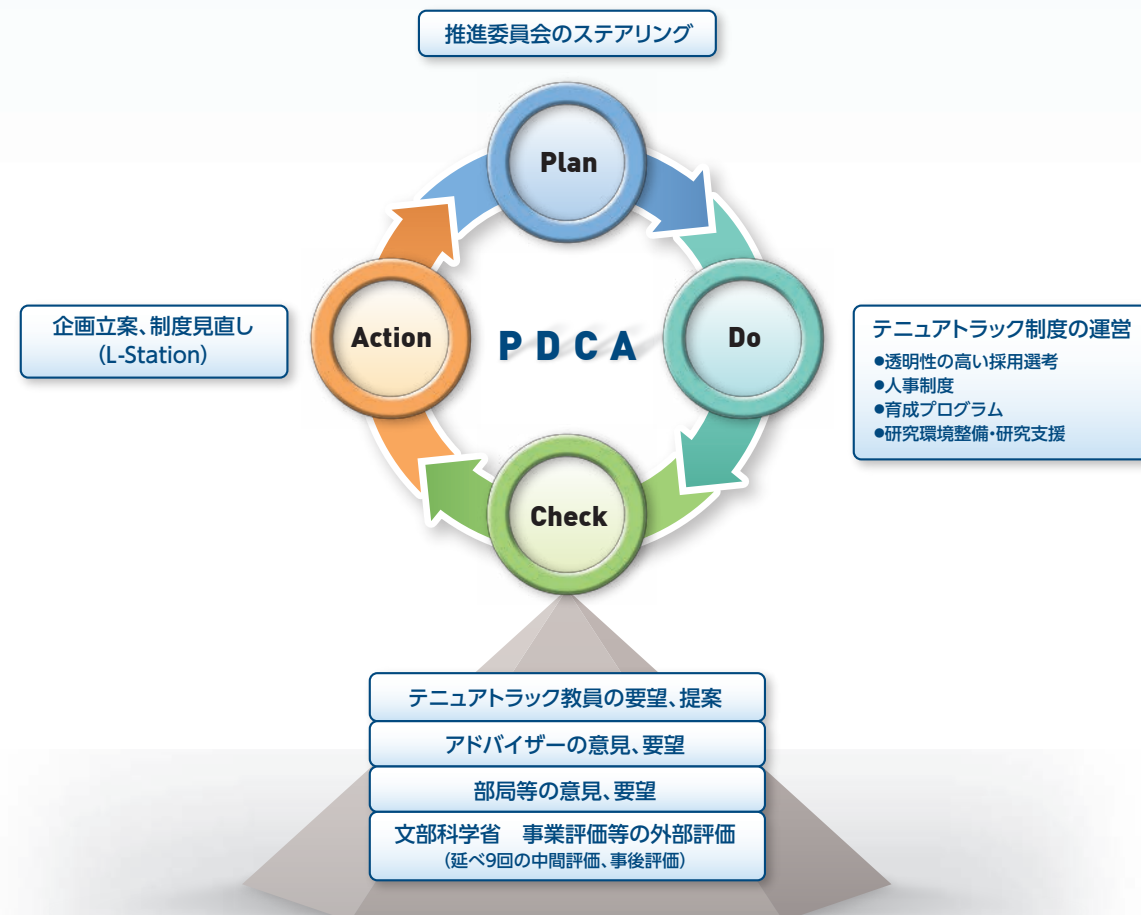 推進委員会のステアリング
Plan
企画立案、制度見直し
(L-Station)
Action
PDCA
Do
テニュアトラック制度の運営
●透明性の高い採用選考
●人事制度
●育成プログラム
●研究環境整備・研究支援
Check
テニュアトラック教員の要望、提案
アドバイザーの意見、要望
部局等の意見、要望
文部科学省　事業評価等の外部評価
(延べ9回の中間評価、事後評価)